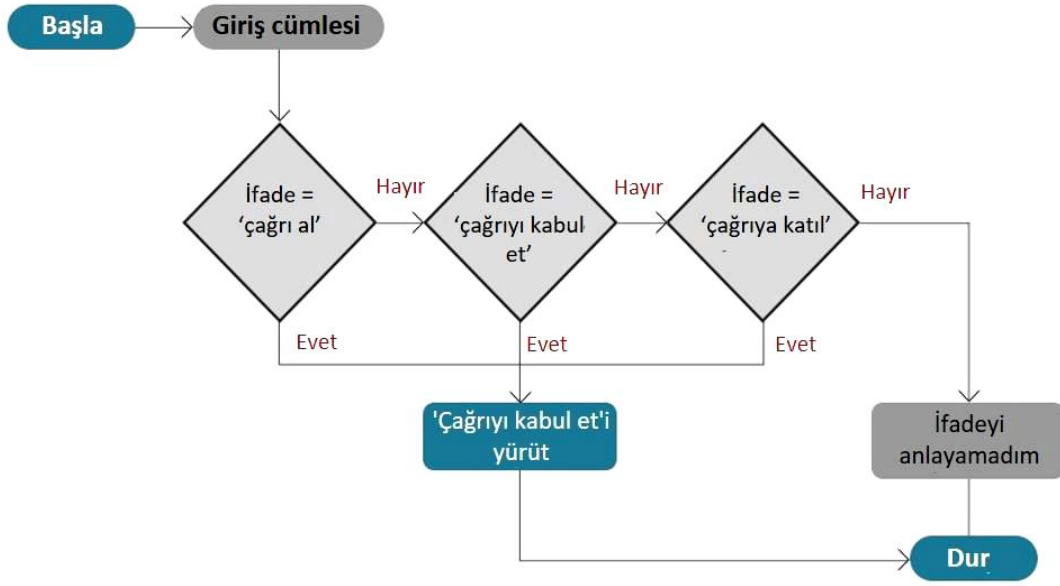 Başla
Giriş cümlesi
İfade =
‘çağrı al’
Hayır
İfade =
‘çağrıyı kabul
et’
Hayır
İfade =
‘çağrıya katıl’
Hayır
Evet
Evet
Evet
'Çağrıyı kabul et'i
yürüt
İfadeyi
anlayamadım
Dur